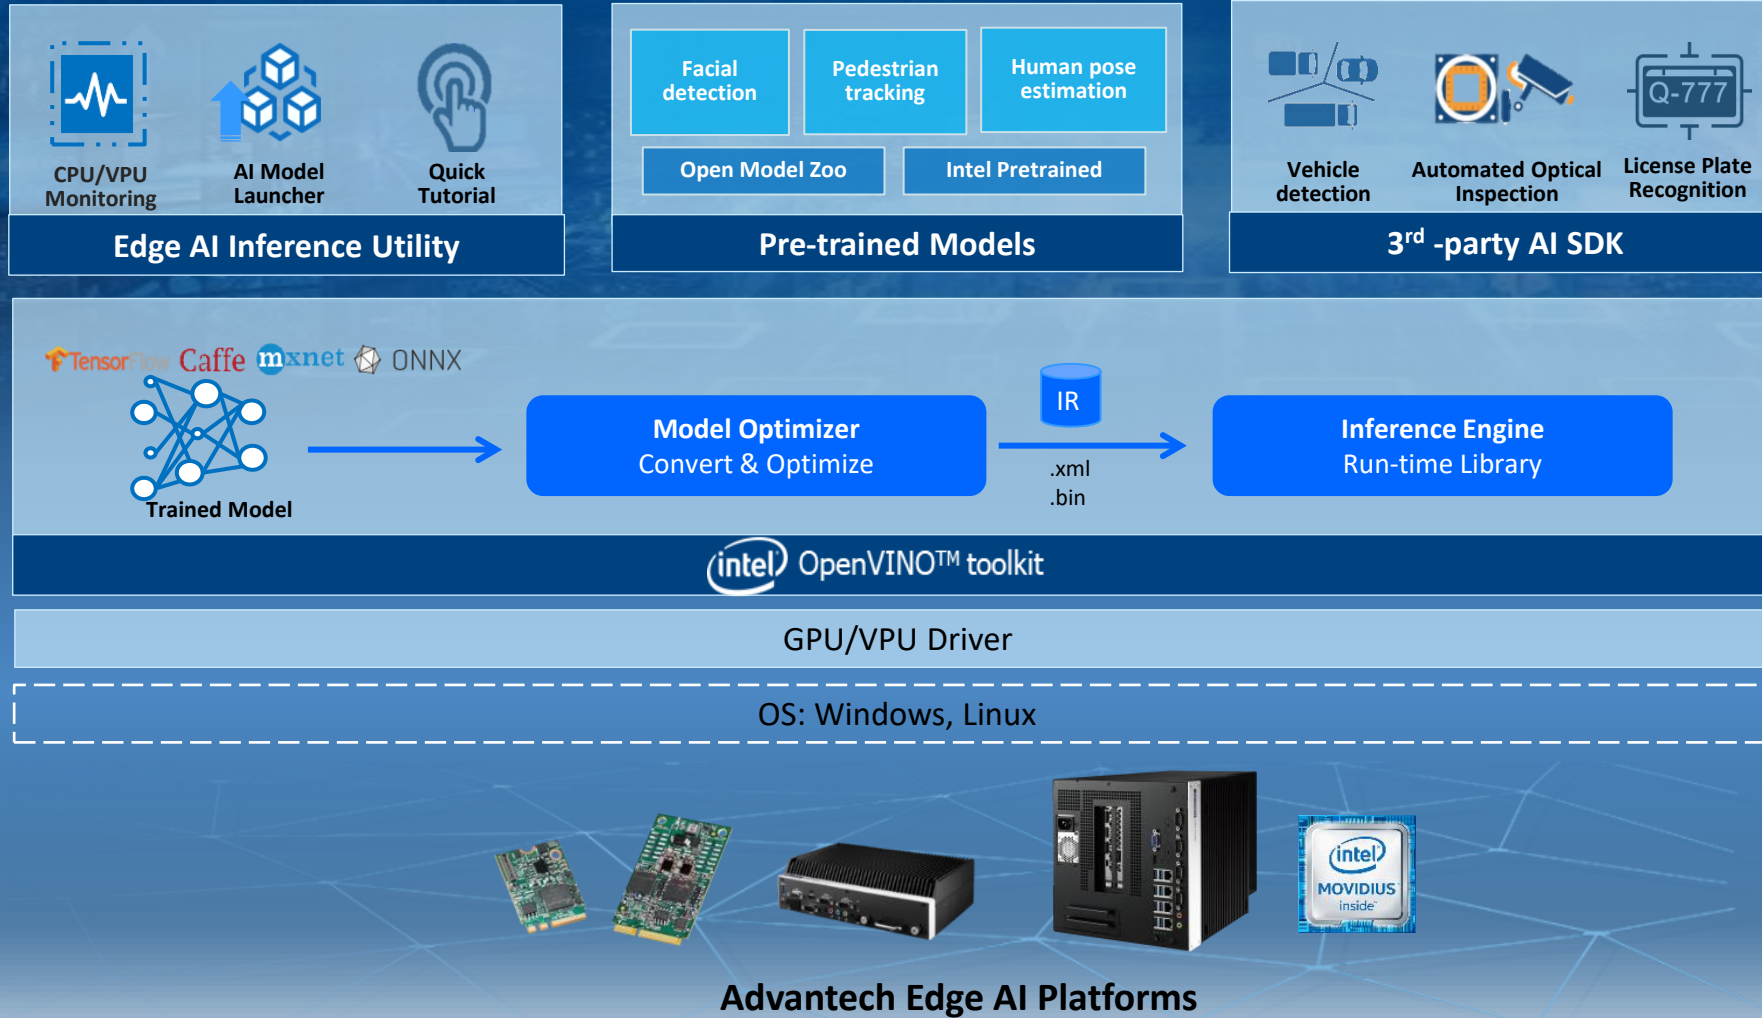 CPU/VPU
Monitoring
AI Model
Launcher
Quick
Tutorial
Edge AI Inference Utility
Facial
detection
Pedestrian
tracking
Human pose
estimation
Open Model Zoo
Intel Pretrained
Pre-trained Models
Q-777
Vehicle
detection
Automated Optical
Inspection
License Plate
Recognition
3rd -party AI SDK
TensorFlow Caffe mxnet ONNX
Trained Model
Model Optimizer
Convert & Optimize
IR
.xml
.bin
Inference Engine
Run-time Library
intel OpenVINO™ toolkit
GPU/VPU Driver
OS: Windows, Linux
intel
MOVIDIUS
inside™
Advantech Edge AI Platforms